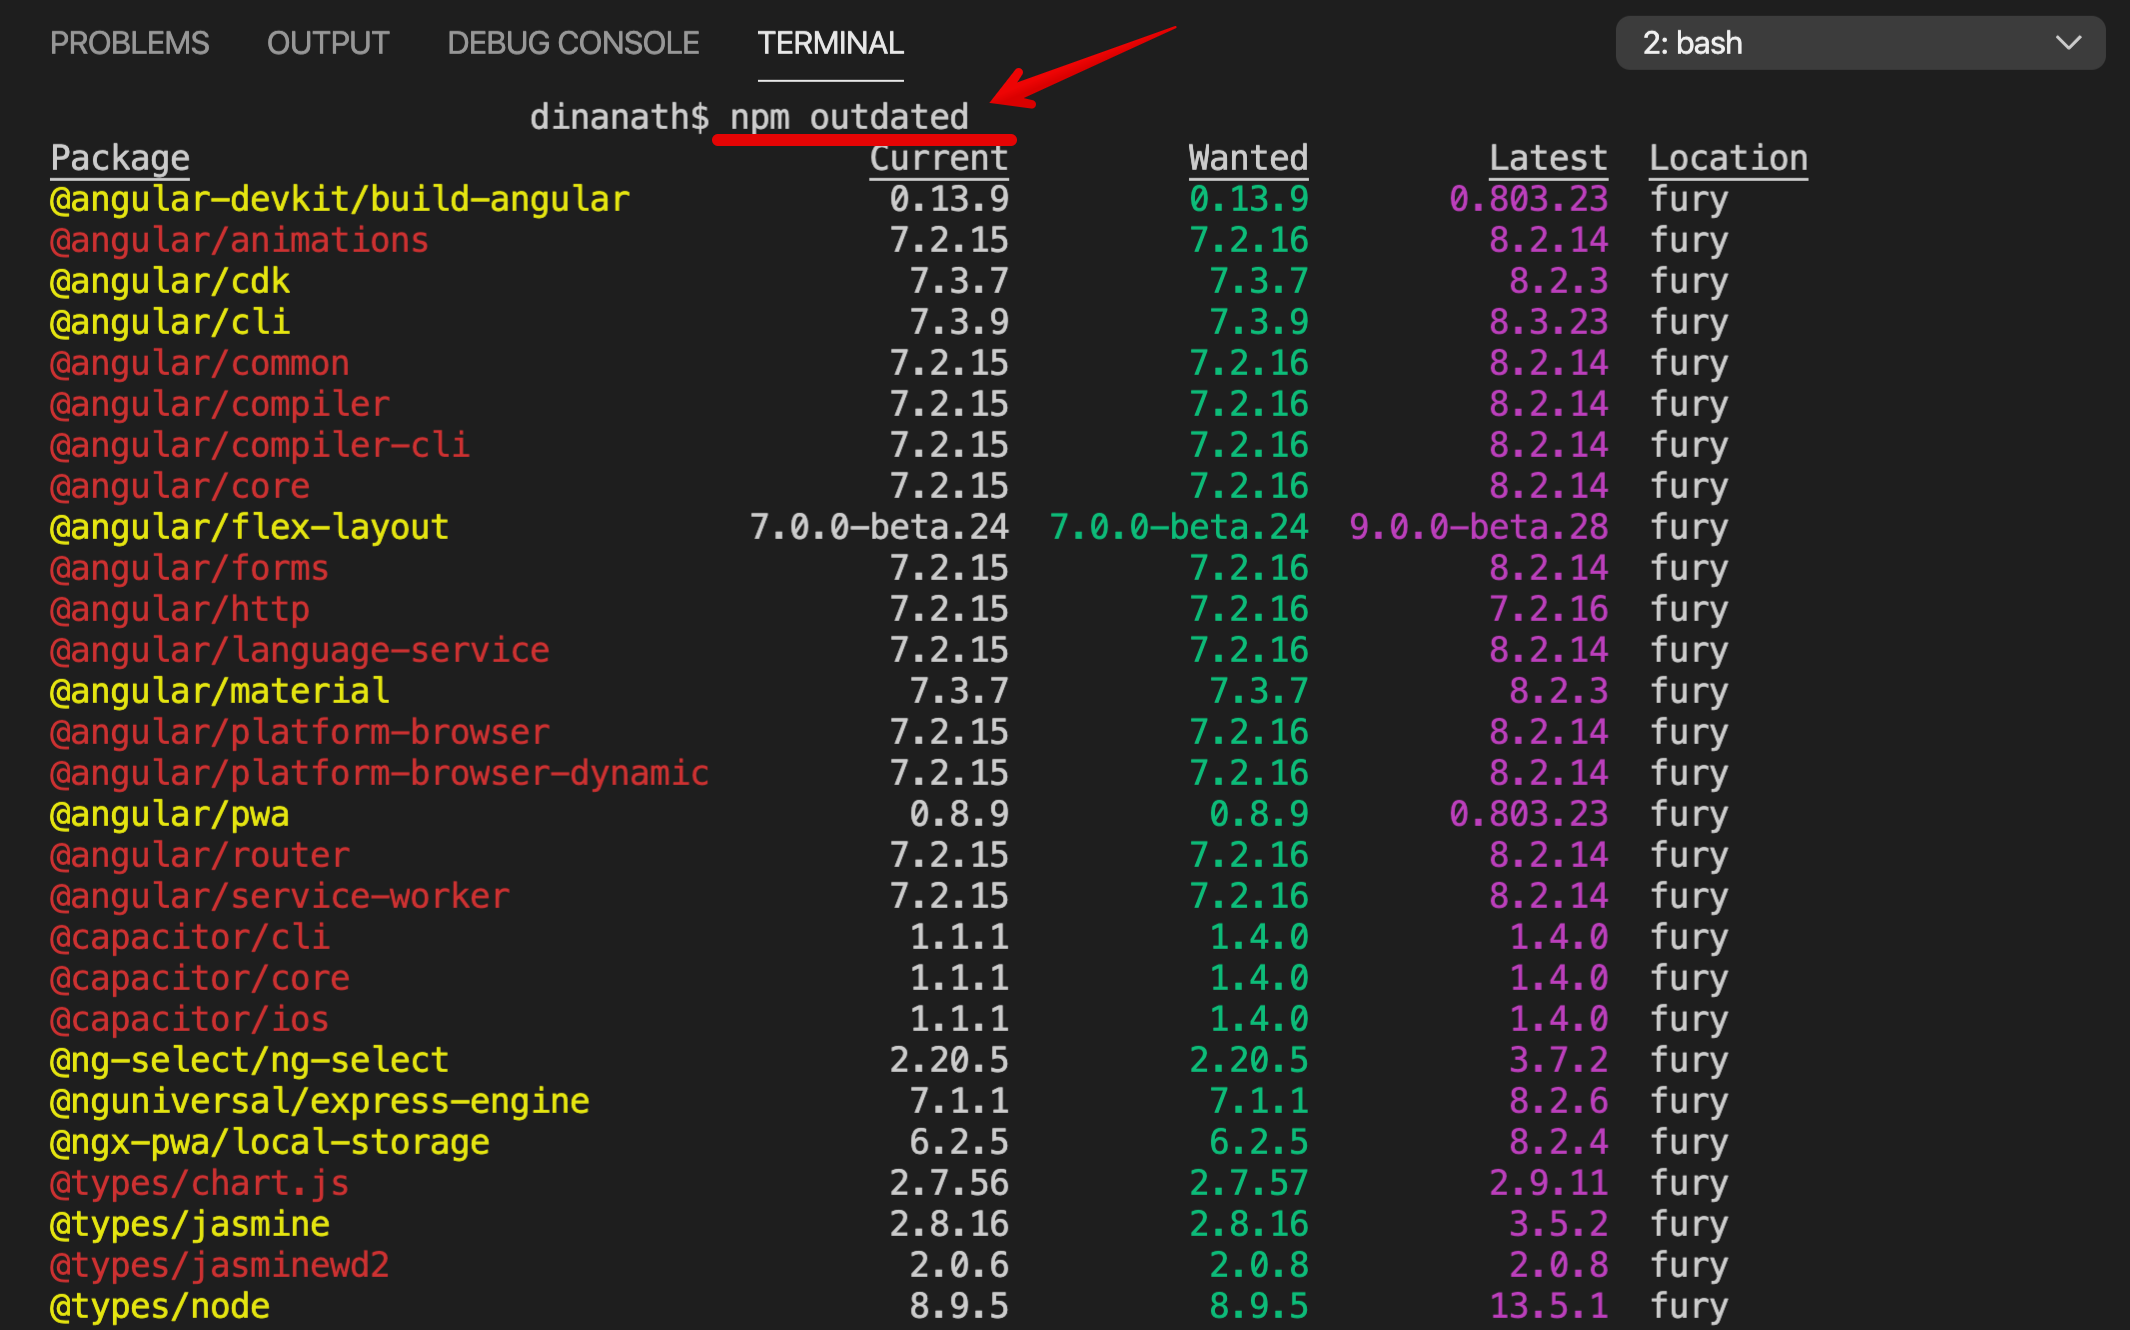 PROBLEMS OUTPUT DEBUG CONSOLE TERMINAL 2: bash
dinanath$ npm outdated
Package Current Wanted Latest Location
@angular-devkit/build-angular 0.13.9 0.13.9 0.803.23 fury
@angular/animations 7.2.15 7.2.16 8.2.14 fury
@angular/cdk 7.3.7 7.3.7 8.2.3 fury
@angular/cli 7.3.9 7.3.9 8.3.23 fury
@angular/common 7.2.15 7.2.16 8.2.14 fury
@angular/compiler 7.2.15 7.2.16 8.2.14 fury
@angular/compiler-cli 7.2.15 7.2.16 8.2.14 fury
@angular/core 7.2.15 7.2.16 8.2.14 fury
@angular/flex-layout 7.0.0-beta.24 7.0.0-beta.24 9.0.0-beta.28 fury
@angular/forms 7.2.15 7.2.16 8.2.14 fury
@angular/http 7.2.15 7.2.16 7.2.16 fury
@angular/language-service 7.2.15 7.2.16 8.2.14 fury
@angular/material 7.3.7 7.3.7 8.2.3 fury
@angular/platform-browser 7.2.15 7.2.16 8.2.14 fury
@angular/platform-browser-dynamic 7.2.15 7.2.16 8.2.14 fury
@angular/pwa 0.8.9 0.8.9 0.803.23 fury
@angular/router 7.2.15 7.2.16 8.2.14 fury
@angular/service-worker 7.2.15 7.2.16 8.2.14 fury
@capacitor/cli 1.1.1 1.4.0 1.4.0 fury
@capacitor/core 1.1.1 1.4.0 1.4.0 fury
@capacitor/ios 1.1.1 1.4.0 1.4.0 fury
@ng-select/ng-select 2.20.5 2.20.5 3.7.2 fury
@nguniversal/express-engine 7.1.1 7.1.1 8.2.6 fury
@ngx-pwa/local-storage 6.2.5 6.2.5 8.2.4 fury
@types/chart.js 2.7.56 2.7.57 2.9.11 fury
@types/jasmine 2.8.16 2.8.16 3.5.2 fury
@types/jasminewd2 2.0.6 2.0.8 2.0.8 fury
@types/node 8.9.5 8.9.5 13.5.1 fury